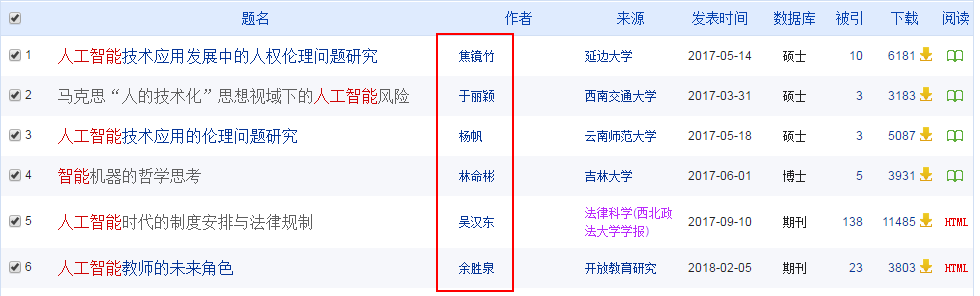 题名 作者 来源 发表时间 数据库 被引 下载 阅读
1 人工智能技术应用发展中的人权伦理问题研究 焦镜竹 延边大学 2017-05-14 硕士 10 6181
2 马克思“人的技术化”思想视域下的人工智能风险 于丽颖 西南交通大学 2017-03-31 硕士 3 3183
3 人工智能技术应用的伦理问题研究 杨帆 云南师范大学 2017-05-18 硕士 3 5087
4 智能机器的哲学思考 林命彬 吉林大学 2017-06-01 博士 5 3931
5 人工智能时代的制度安排与法律规制 吴汉东 法律科学(西北政 2017-09-10 期刊 138 11485 HTML
法大学学报)
6 人工智能教师的未来角色 余胜泉 开放教育研究 2018-02-05 期刊 23 3803 HTML